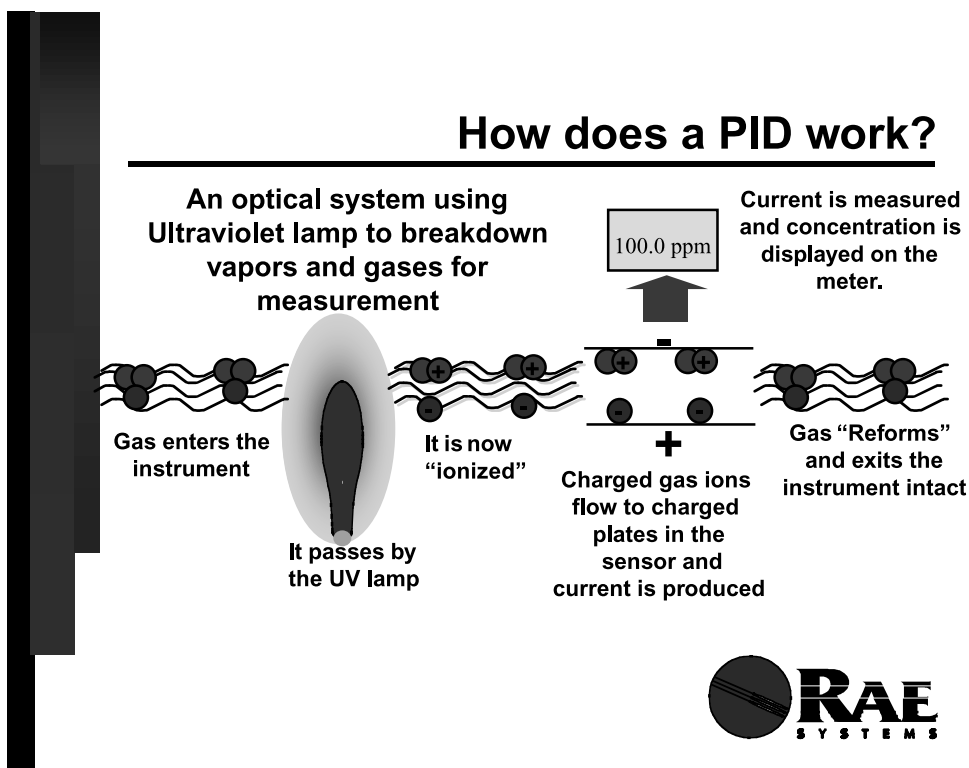 How does a PID work?
An optical system using
Ultraviolet lamp to breakdown
vapors and gases for
measurement
100.0 ppm
Current is measured
and concentration is
displayed on the
meter.
-
+ +
- -
+ +
- -
+
Gas enters the
instrument
It passes by
the UV lamp
It is now
“ionized”
Charged gas ions
flow to charged
plates in the
sensor and
current is produced
Gas “Reforms”
and exits the
instrument intact
RAE
SYSTEMS